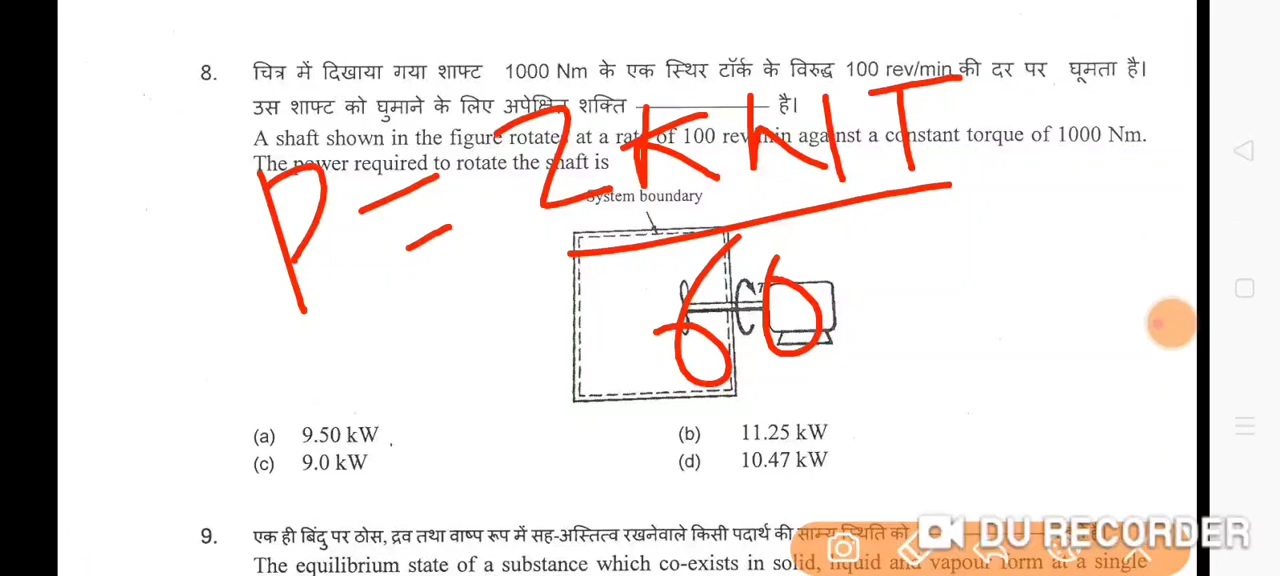 8. चित्र में दिखाया गया शाफ्ट 1000 Nm के एक स्थिर टॉर्क के विरुद्ध 100 rev/min की दर पर घूमता है।
उस शाफ्ट को घुमाने के लिए अपेक्षित शक्ति ___________ है।
A shaft shown in the figure rotates at a rate of 100 rev/min against a constant torque of 1000 Nm.
The power required to rotate the shaft is
P =
60
System boundary
(a) 9.50 kW
(b) 11.25 kW
(c) 9.0 kW
(d) 10.47 kW
9. एक ही बिंदु पर ठोस, द्रव तथा वाष्प रूप में सह-अस्तित्व रखनेवाले किसी पदार्थ की साम्य स्थिति को
The equilibrium state of a substance which co-exists in solid, liquid and vapour form at a single
DU RECORDER